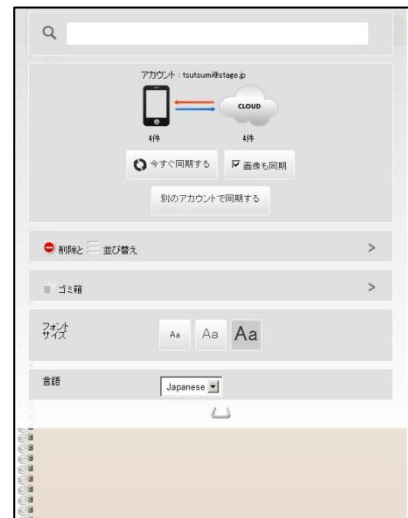 アカウント：tsutsumi@stage.jp
CLOUD
4件 4件
今すぐ同期する 画像も同期
別のアカウントで同期する
削除と 並び替え >
ゴミ箱 >
フォント
サイズ
Aa Aa Aa
言語 Japanese